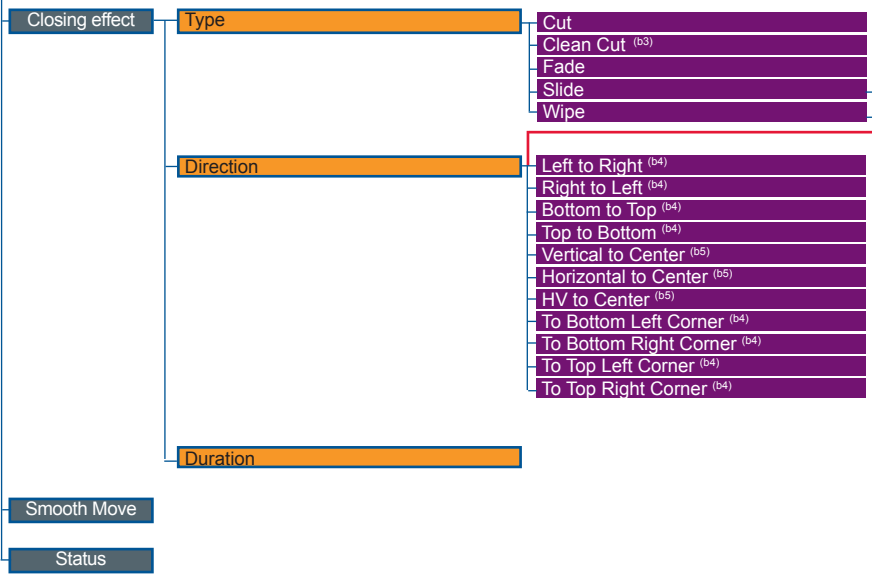 Closing effect
Type
Cut
Clean Cut (b3)
Fade
Slide
Wipe
Direction
Left to Right (b4)
Right to Left (b4)
Bottom to Top (b4)
Top to Bottom (b4)
Vertical to Center (b5)
Horizontal to Center (b5)
HV to Center (b5)
To Bottom Left Corner (b4)
To Bottom Right Corner (b4)
To Top Left Corner (b4)
To Top Right Corner (b4)
Duration
Smooth Move
Status